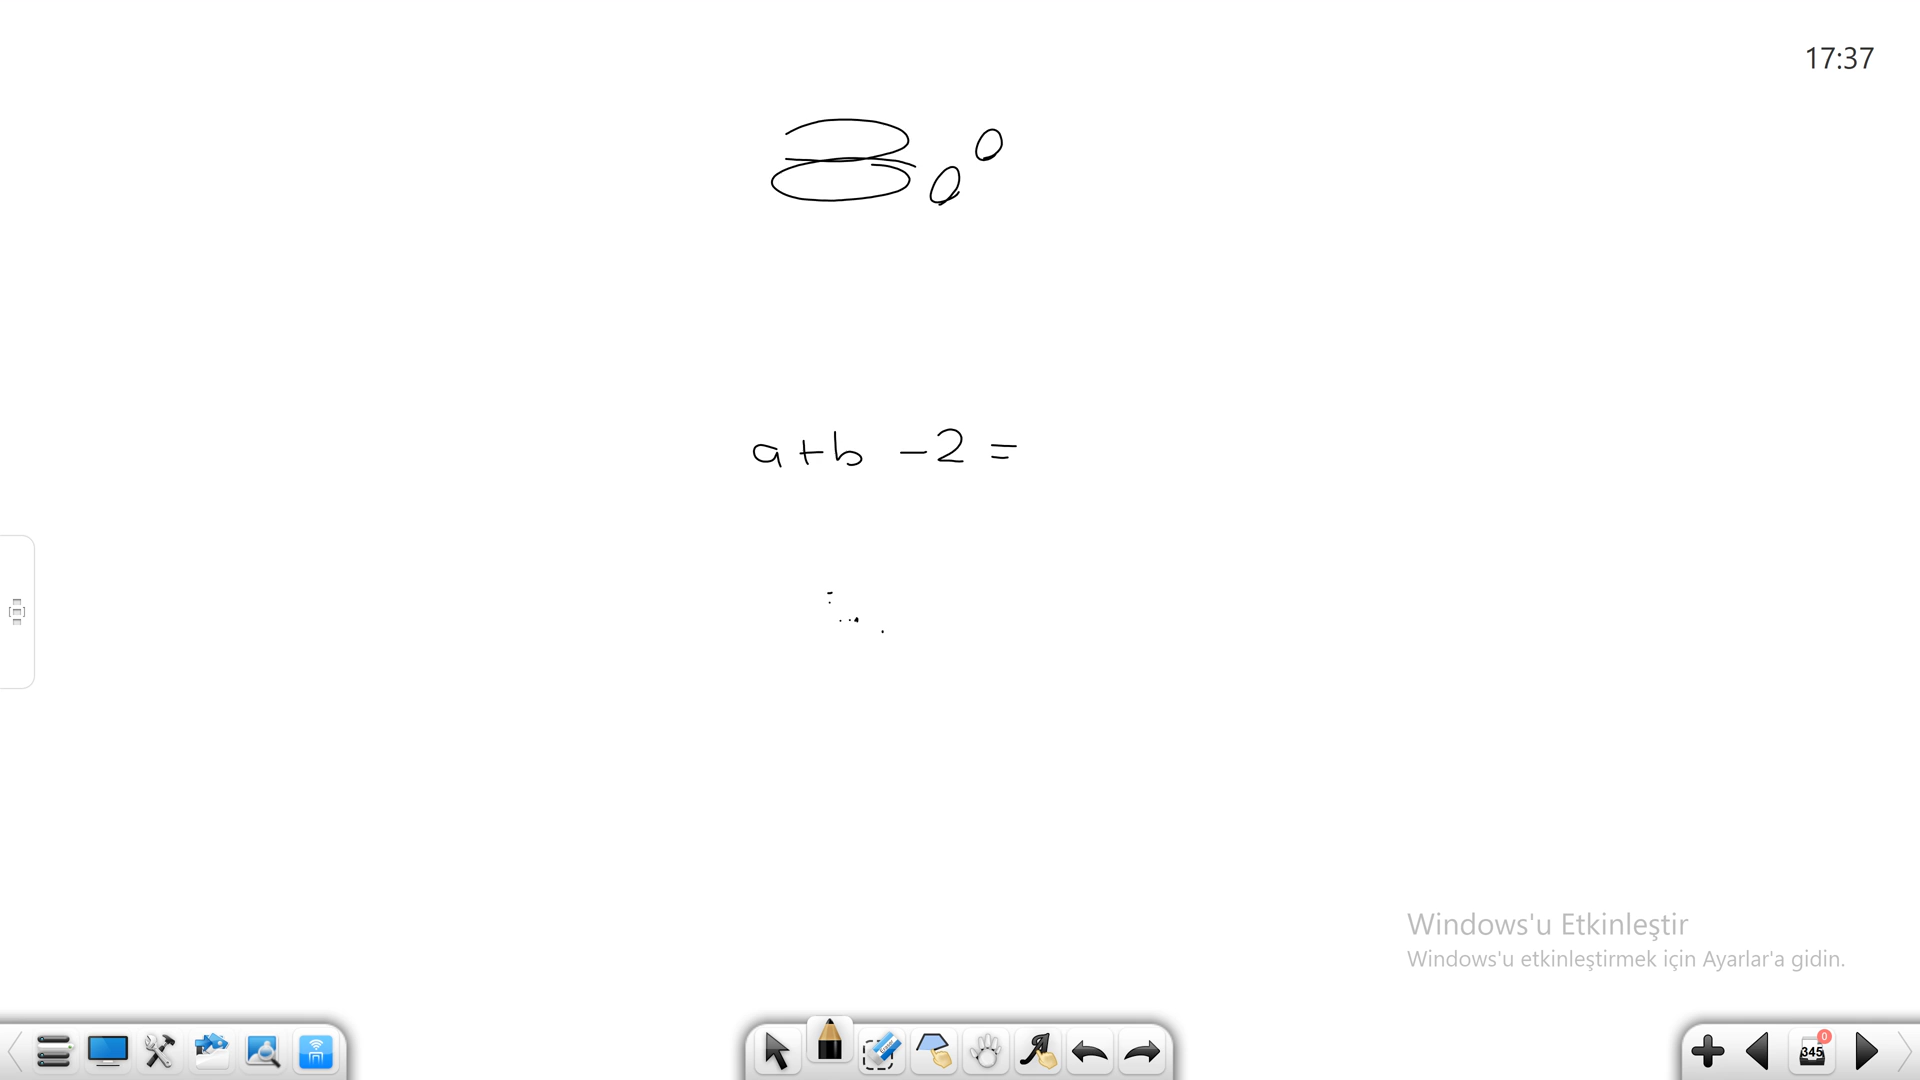 17:37
a+b -2 =
Windows'u Etkinleştir
Windows'u etkinleştirmek için Ayarlar'a gidin.
0
345